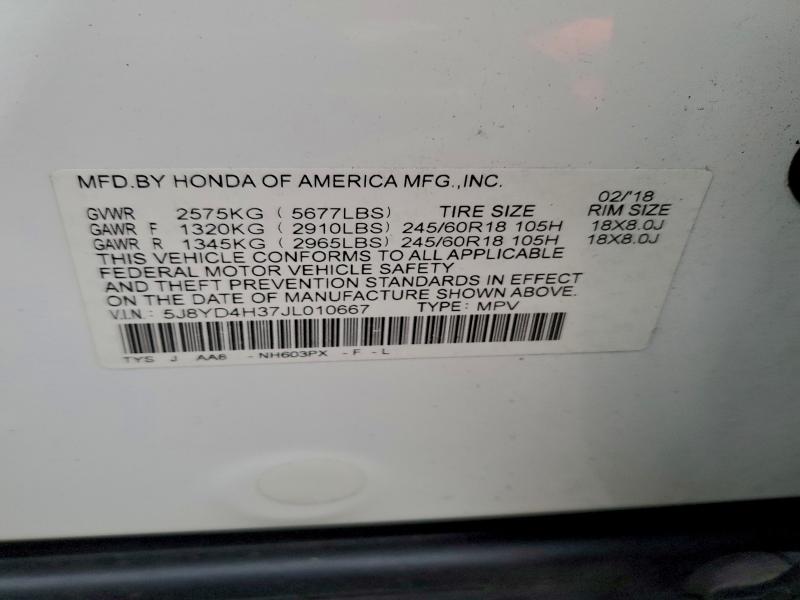 MFD.BY HONDA OF AMERICA MFG.,INC.
02/'18
GVWR 2575KG (5677LBS) TIRE SIZE RIM SIZE
GAWR F 1320KG (2910LBS) 245/60R18 105H 18X8.0J
GAWR R 1345KG (2965LBS) 245/60R18 105H 18X8.0J
THIS VEHICLE CONFORMS TO ALL APPLICABLE
FEDERAL MOTOR VEHICLE SAFETY
AND THEFT PREVENTION STANDARDS IN EFFECT
ON THE DATE OF MANUFACTURE SHOWN ABOVE.
V.I.N.: 5J8YD4H37JL010667 TYPE: MPV
TYS J AA8 -NH603PX -F-L